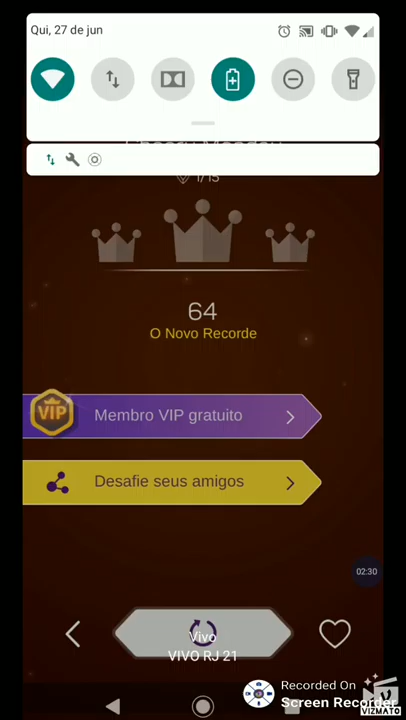 Qui, 27 de jun
1/15
64
O Novo Recorde
VIP
Membro VIP gratuito
Desafie seus amigos
02:30
Vivo
VIVO RJ 21
Recorded On
Screen Recorder
VIZMATO